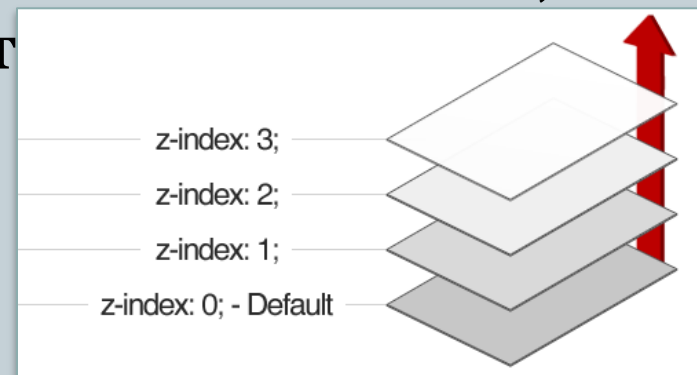 T
z-index: 3;
z-index: 2;
z-index: 1;
z-index: 0; - Default